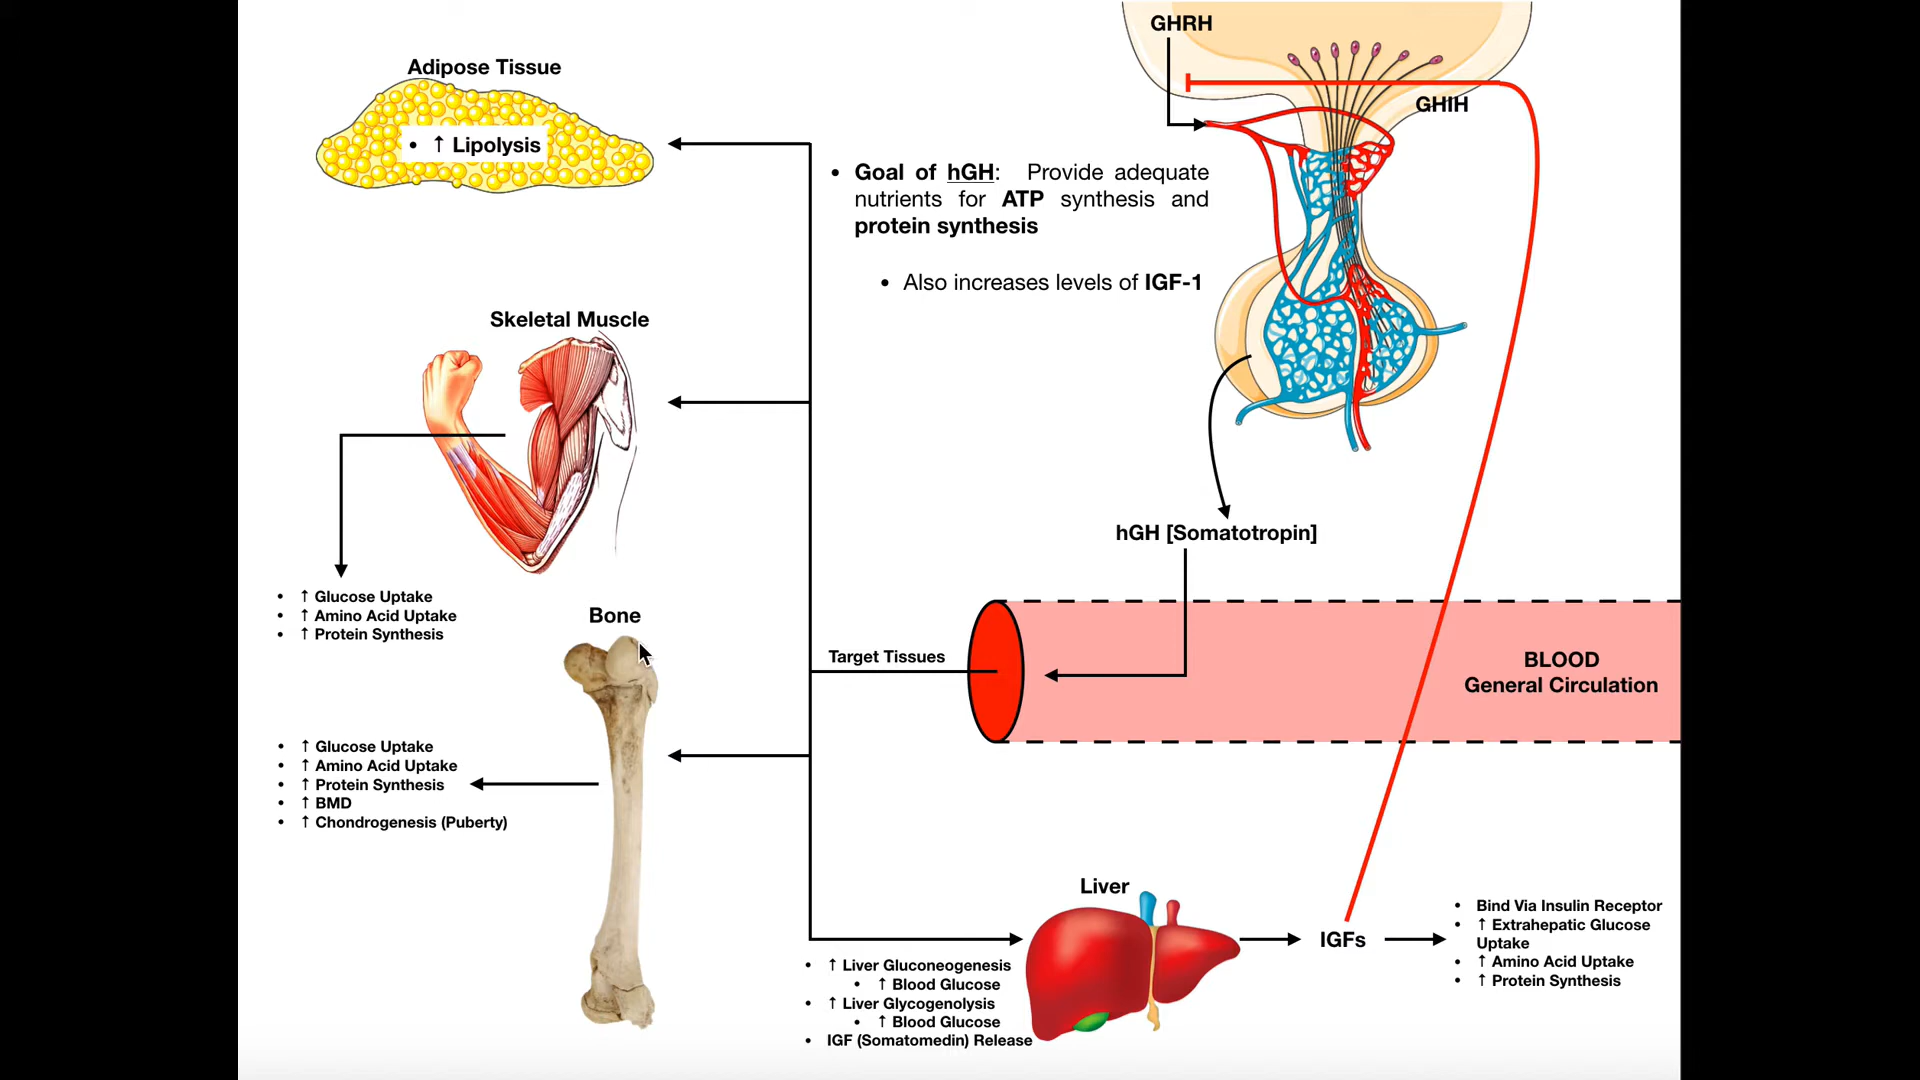 GHRH
Adipose Tissue
GHIH
• ↑ Lipolysis
• Goal of hGH: Provide adequate
nutrients for ATP synthesis and
protein synthesis
• Also increases levels of IGF-1
Skeletal Muscle
hGH [Somatotropin]
• ↑ Glucose Uptake
• ↑ Amino Acid Uptake
• ↑ Protein Synthesis
Bone
Target Tissues
BLOOD
General Circulation
• ↑ Glucose Uptake
• ↑ Amino Acid Uptake
• ↑ Protein Synthesis
• ↑ BMD
• ↑ Chondrogenesis (Puberty)
Liver
• ↑ Liver Gluconeogenesis
• ↑ Blood Glucose
• ↑ Liver Glycogenolysis
• ↑ Blood Glucose
• IGF (Somatomedin) Release
IGFs
• Bind Via Insulin Receptor
• ↑ Extrahepatic Glucose
Uptake
• ↑ Amino Acid Uptake
• ↑ Protein Synthesis